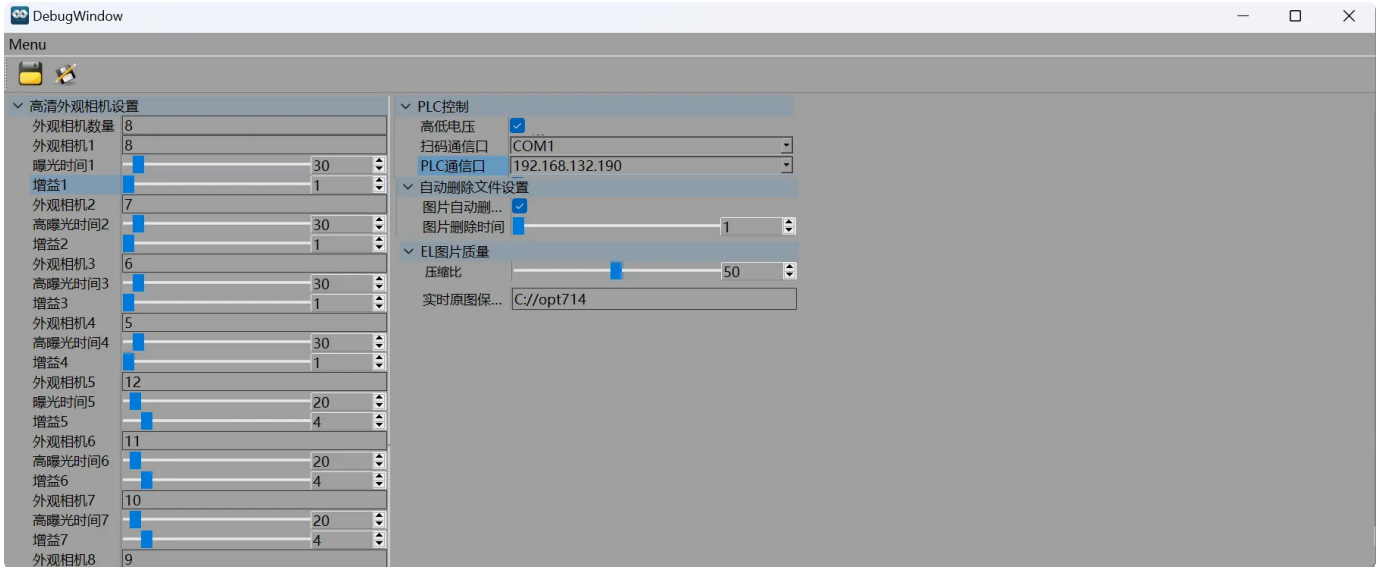 DebugWindow
Menu
高清外观相机设置
外观相机数量 8
外观相机1 8
曝光时间1 30
增益1 1
外观相机2 7
高曝光时间2 30
增益2 1
外观相机3 6
高曝光时间3 30
增益3 1
外观相机4 5
高曝光时间4 30
增益4 1
外观相机5 12
曝光时间5 20
增益5 4
外观相机6 11
高曝光时间6 20
增益6 4
外观相机7 10
高曝光时间7 20
增益7 4
外观相机8 9
PLC控制
高低电压
扫码通信口 COM1
PLC通信口 192.168.132.190
自动删除文件设置
图片自动删...
图片删除时间 1
EL图片质量
压缩比 50
实时原图保... C://opt714